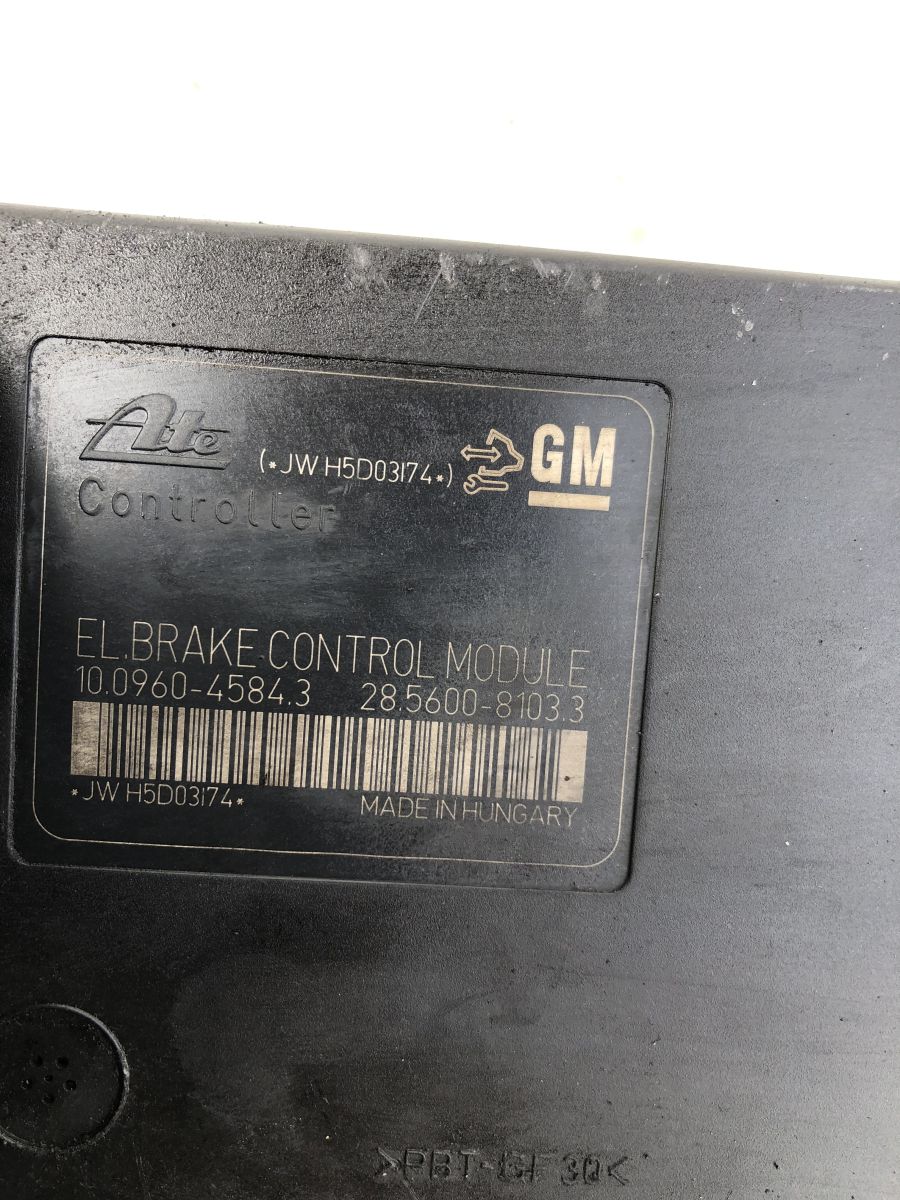 Ate
(*JW H5D03174*)
GM
Controller
EL.BRAKE.CONTROL MODULE
10.0960-4584.3 28.5600-8103.3
*JW H5D03174*
MADE IN HUNGARY
>PBT-GF30<